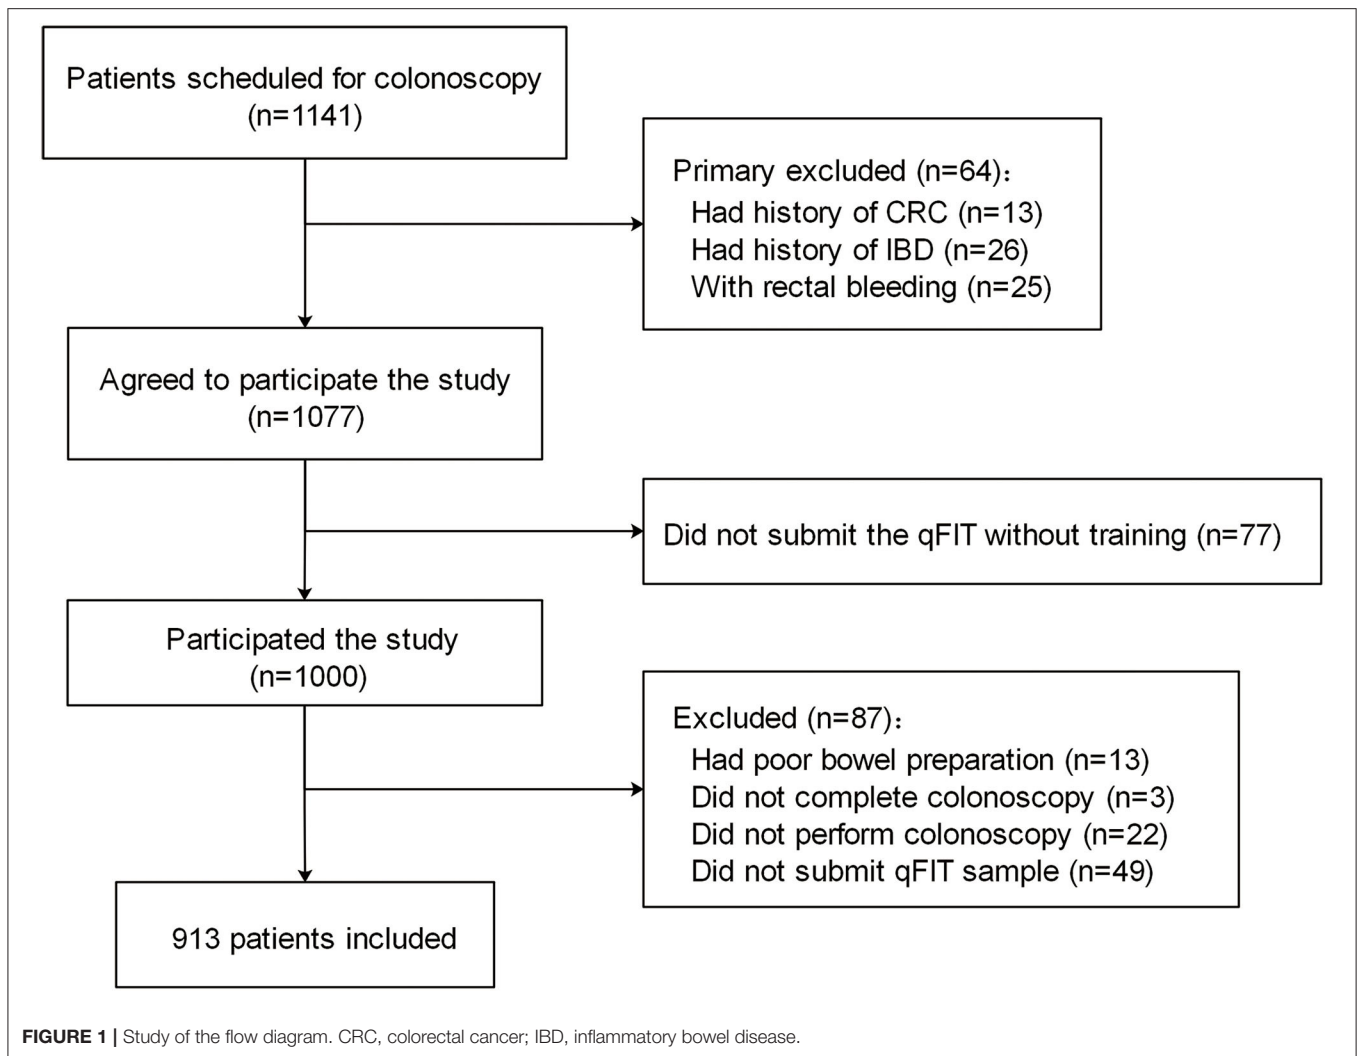 Patients scheduled for colonoscopy
(n=1141)
Primary excluded (n=64)：
Had history of CRC (n=13)
Had history of IBD (n=26)
With rectal bleeding (n=25)
Agreed to participate the study
(n=1077)
Did not submit the qFIT without training (n=77)
Participated the study
(n=1000)
Excluded (n=87)：
Had poor bowel preparation (n=13)
Did not complete colonoscopy (n=3)
Did not perform colonoscopy (n=22)
Did not submit qFIT sample (n=49)
913 patients included
FIGURE 1 | Study of the flow diagram. CRC, colorectal cancer; IBD, inflammatory bowel disease.